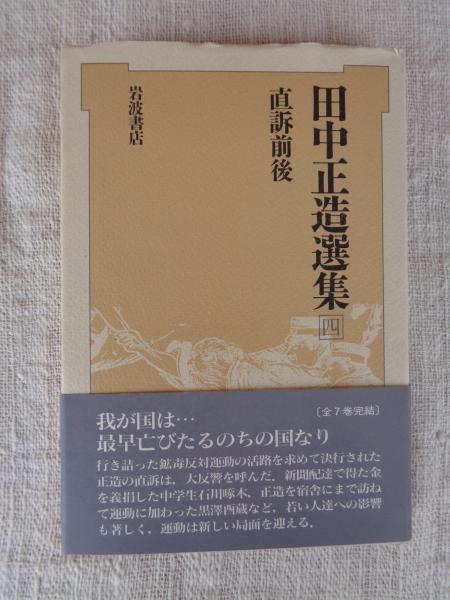 田中正造選集 四
直訴前後
岩波書店
〔全7巻完結〕
我が国は…
最早亡びたるのちの国なり
行き詰った鉱毒反対運動の活路を求めて決行された
正造の直訴は、大反響を呼んだ。新聞配達で得た金
を義捐した中学生石川啄木、正造を宿舎にまで訪ね
て運動に加わった黒澤酉蔵など、若い人達への影響
も著しく、運動は新しい局面を迎える。